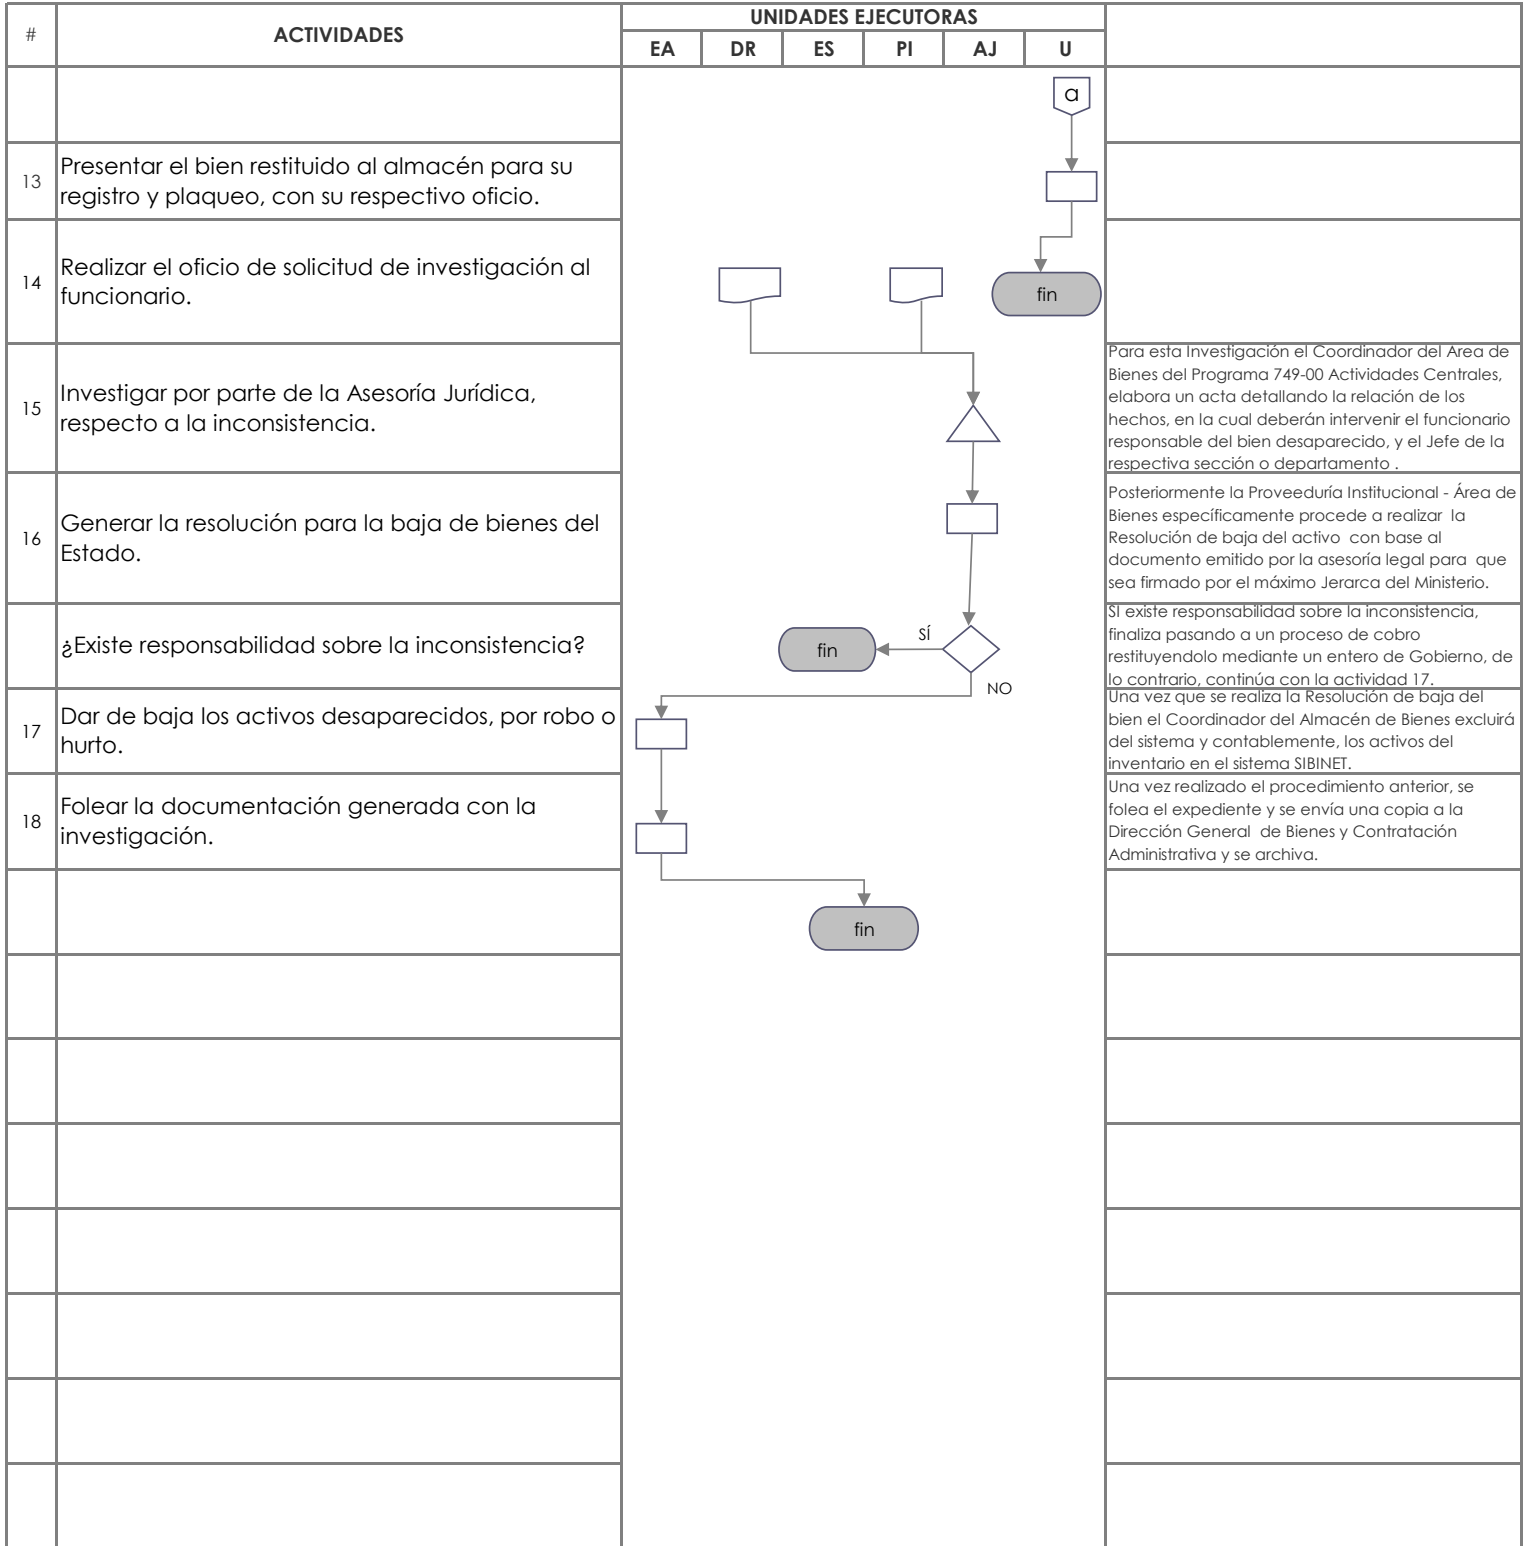 #
ACTIVIDADES
UNIDADES EJECUTORAS
EA
DR
ES
PI
AJ
U
a
13
Presentar el bien restituido al almacén para su
registro y plaqueo, con su respectivo oficio.
14
Realizar el oficio de solicitud de investigación al
funcionario.
fin
15
Investigar por parte de la Asesoría Jurídica,
respecto a la inconsistencia.
Para esta Investigación el Coordinador del Area de
Bienes del Programa 749-00 Actividades Centrales,
elabora un acta detallando la relación de los
hechos, en la cual deberán intervenir el funcionario
responsable del bien desaparecido, y el Jefe de la
respectiva sección o departamento .
16
Generar la resolución para la baja de bienes del
Estado.
Posteriormente la Proveeduría Institucional - Área de
Bienes específicamente procede a realizar  la
Resolución de baja del activo  con base al
documento emitido por la asesoría legal para  que
sea firmado por el máximo Jerarca del Ministerio.
¿Existe responsabilidad sobre la inconsistencia?
fin
SÍ
NO
SI existe responsabilidad sobre la inconsistencia,
finaliza pasando a un proceso de cobro
restituyendolo mediante un entero de Gobierno, de
lo contrario, continúa con la actividad 17.
17
Dar de baja los activos desaparecidos, por robo o
hurto.
Una vez que se realiza la Resolución de baja del
bien el Coordinador del Almacén de Bienes excluirá
del sistema y contablemente, los activos del
inventario en el sistema SIBINET.
18
Folear la documentación generada con la
investigación.
Una vez realizado el procedimiento anterior, se
folea el expediente y se envía una copia a la
Dirección General  de Bienes y Contratación
Administrativa y se archiva.
fin